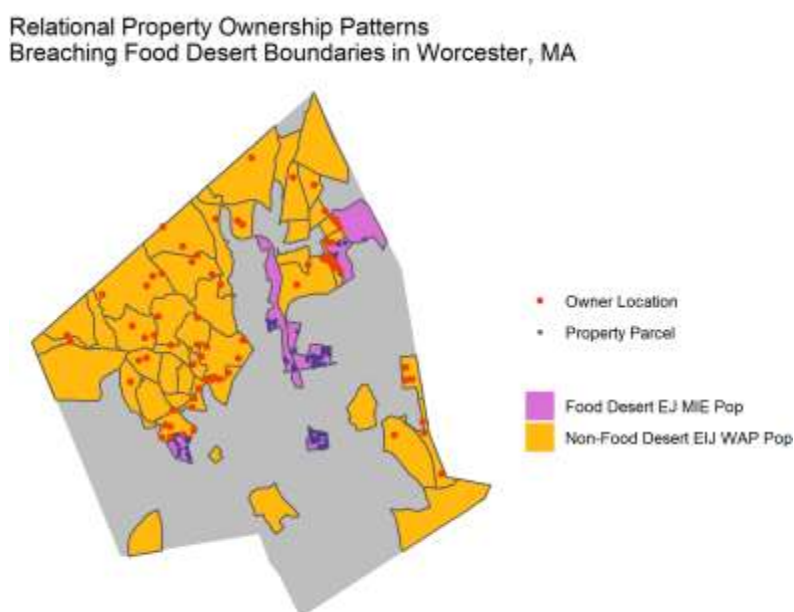 Relational Property Ownership Patterns
Breaching Food Desert Boundaries in Worcester, MA
Owner Location
Property Parcel
Food Desert EJ MIE Pop
Non-Food Desert EIJ WAP Pop